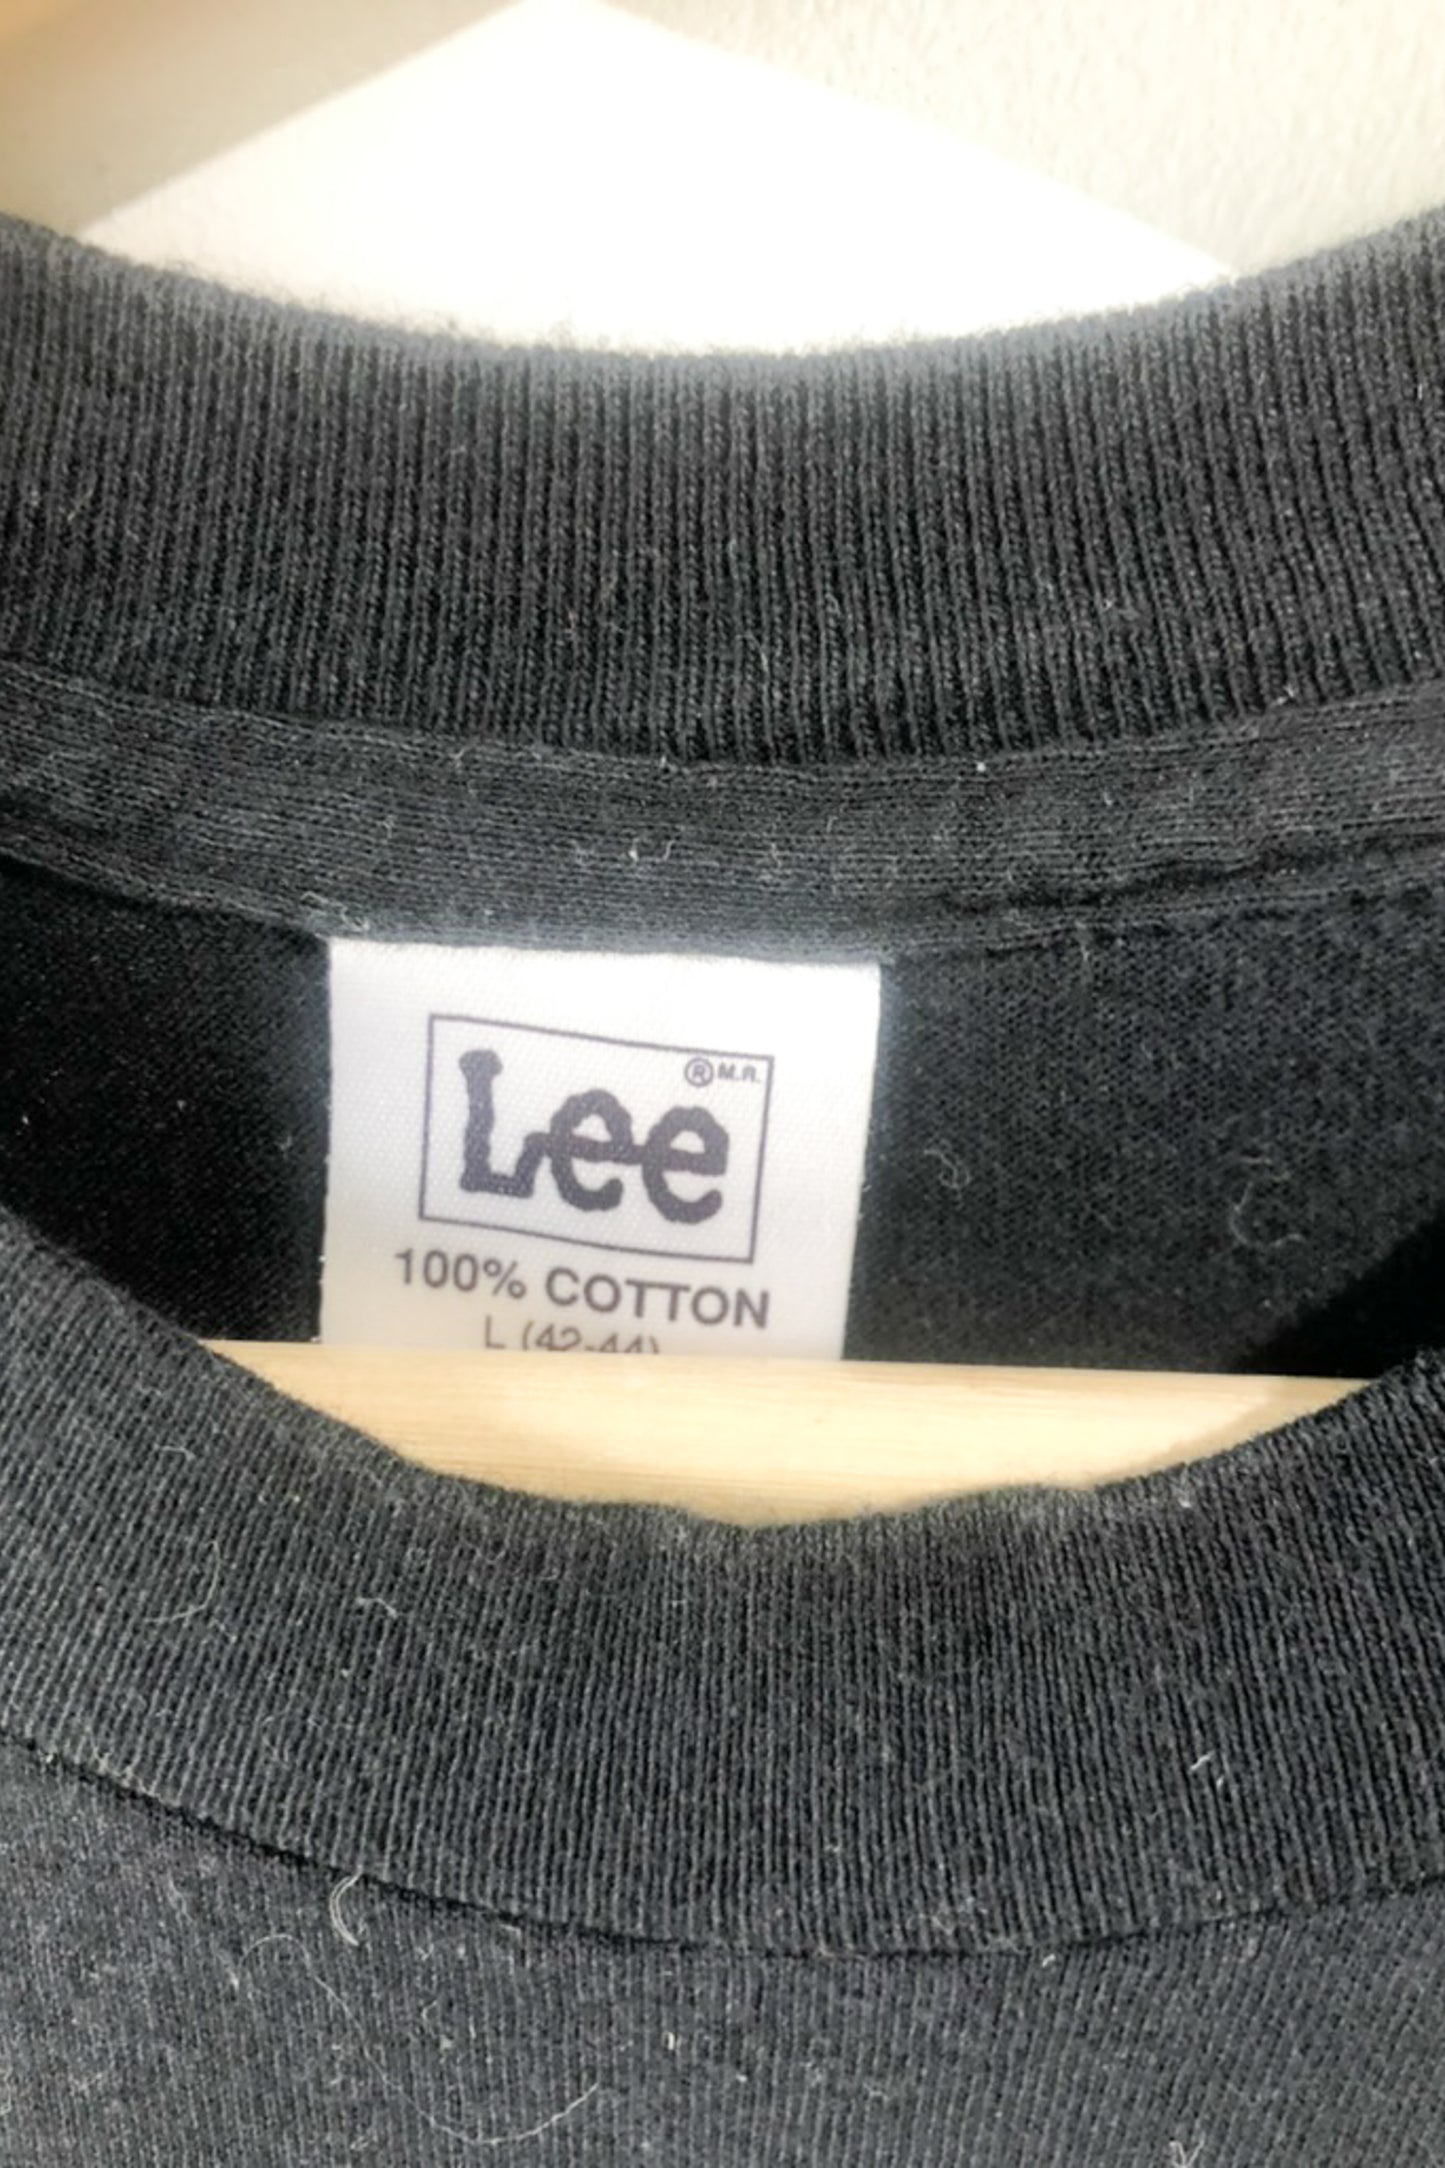 Lee ® M.R.
100% COTTON
L (42-44)